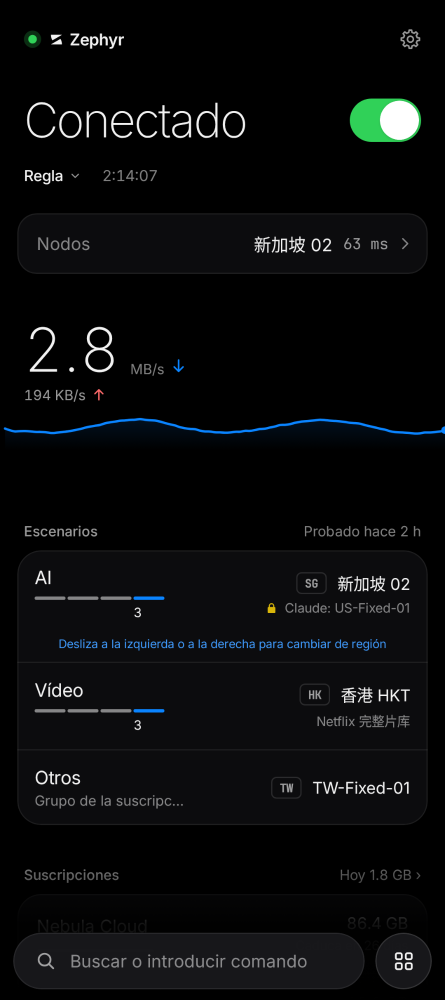 Zephyr
Conectado
Regla 2:14:07
Nodos 新加坡 02 63 ms
2.8 MB/s ↓
194 KB/s ↑
Escenarios Probado hace 2 h
AI SG 新加坡 02
3 Claude: US-Fixed-01
Desliza a la izquierda o a la derecha para cambiar de región
Vídeo HK 香港 HKT
3 Netflix 完整片库
Otros TW TW-Fixed-01
Grupo de la suscripc...
Suscripciones Hoy 1.8 GB ›
Nebula Cloud 86.4 GB
Buscar o introducir comando